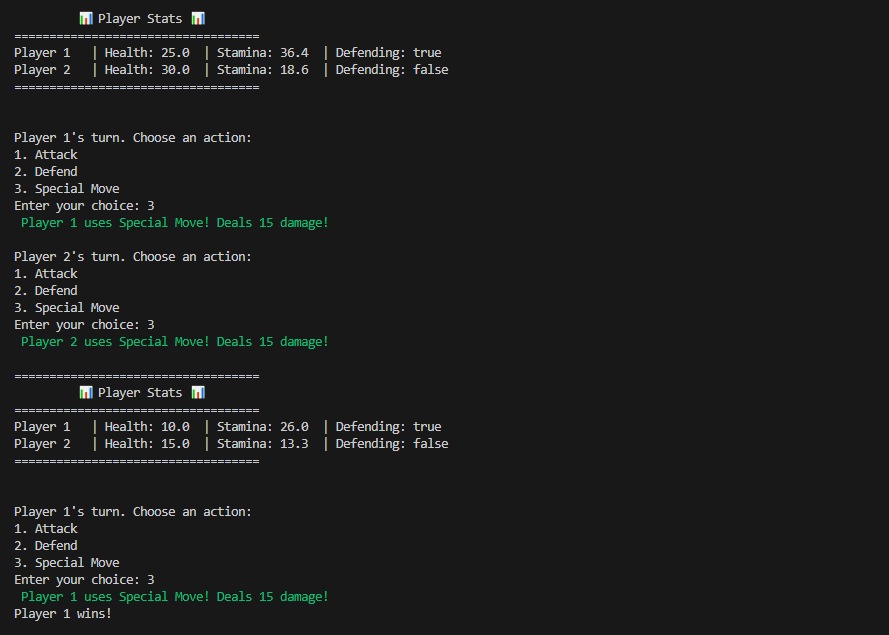 📊 Player Stats 📊
===================================
Player 1   | Health: 25.0  | Stamina: 36.4  | Defending: true
Player 2   | Health: 30.0  | Stamina: 18.6  | Defending: false
===================================
Player 1's turn. Choose an action:
1. Attack
2. Defend
3. Special Move
Enter your choice: 3
Player 1 uses Special Move! Deals 15 damage!
Player 2's turn. Choose an action:
1. Attack
2. Defend
3. Special Move
Enter your choice: 3
Player 2 uses Special Move! Deals 15 damage!
===================================
📊 Player Stats 📊
===================================
Player 1   | Health: 10.0  | Stamina: 26.0  | Defending: true
Player 2   | Health: 15.0  | Stamina: 13.3  | Defending: false
===================================
Player 1's turn. Choose an action:
1. Attack
2. Defend
3. Special Move
Enter your choice: 3
Player 1 uses Special Move! Deals 15 damage!
Player 1 wins!